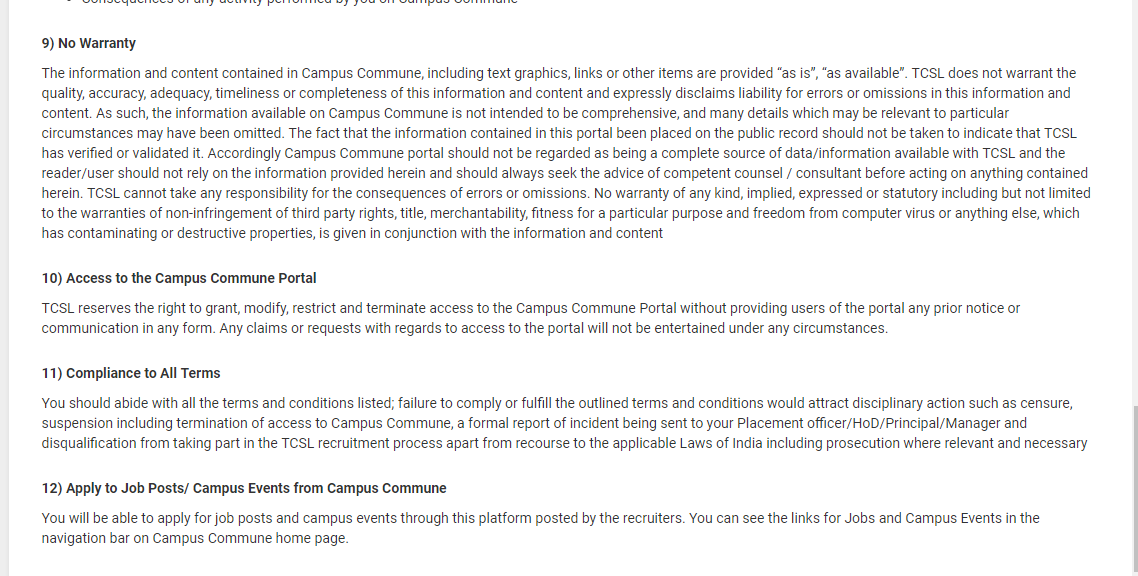 Consequences of any activity performed by you on Campus Commune
9) No Warranty
The information and content contained in Campus Commune, including text graphics, links or other items are provided “as is”, “as available”. TCSL does not warrant the
quality, accuracy, adequacy, timeliness or completeness of this information and content and expressly disclaims liability for errors or omissions in this information and
content. As such, the information available on Campus Commune is not intended to be comprehensive, and many details which may be relevant to particular
circumstances may have been omitted. The fact that the information contained in this portal been placed on the public record should not be taken to indicate that TCSL
has verified or validated it. Accordingly Campus Commune portal should not be regarded as being a complete source of data/information available with TCSL and the
reader/user should not rely on the information provided herein and should always seek the advice of competent counsel / consultant before acting on anything contained
herein. TCSL cannot take any responsibility for the consequences of errors or omissions. No warranty of any kind, implied, expressed or statutory including but not limited
to the warranties of non-infringement of third party rights, title, merchantability, fitness for a particular purpose and freedom from computer virus or anything else, which
has contaminating or destructive properties, is given in conjunction with the information and content
10) Access to the Campus Commune Portal
TCSL reserves the right to grant, modify, restrict and terminate access to the Campus Commune Portal without providing users of the portal any prior notice or
communication in any form. Any claims or requests with regards to access to the portal will not be entertained under any circumstances.
11) Compliance to All Terms
You should abide with all the terms and conditions listed; failure to comply or fulfill the outlined terms and conditions would attract disciplinary action such as censure,
suspension including termination of access to Campus Commune, a formal report of incident being sent to your Placement officer/HoD/Principal/Manager and
disqualification from taking part in the TCSL recruitment process apart from recourse to the applicable Laws of India including prosecution where relevant and necessary
12) Apply to Job Posts/ Campus Events from Campus Commune
You will be able to apply for job posts and campus events through this platform posted by the recruiters. You can see the links for Jobs and Campus Events in the
navigation bar on Campus Commune home page.